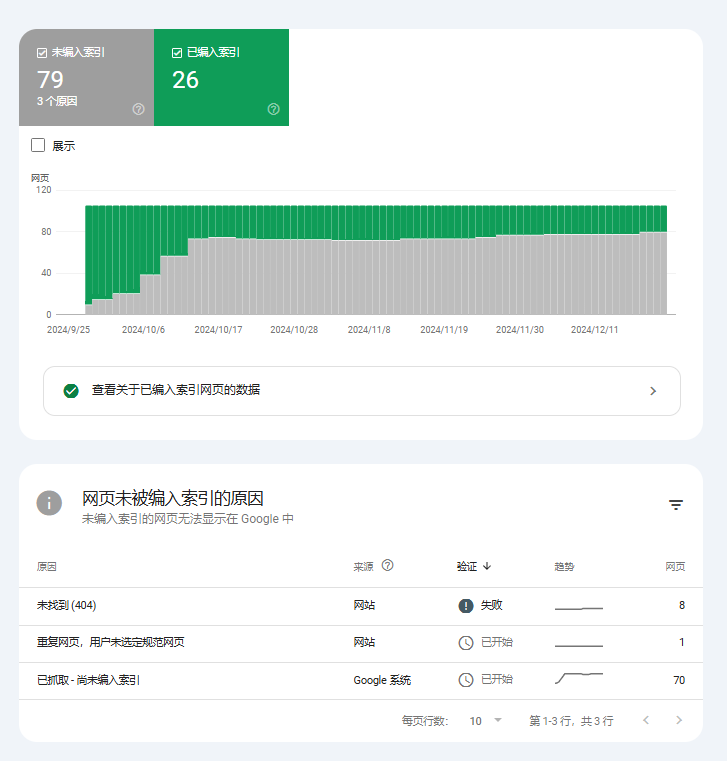 未编入索引
已编入索引
79
26
3 个原因
展示
网页
120
80
40
0
2024/9/25 2024/10/6 2024/10/17 2024/10/28 2024/11/8 2024/11/19 2024/11/30 2024/12/11
查看关于已编入索引网页的数据
网页未被编入索引的原因
未编入索引的网页无法显示在 Google 中
原因 来源 验证 趋势 网页
未找到 (404) 网站 失败 8
重复网页，用户未选定规范网页 网站 已开始 1
已抓取 - 尚未编入索引 Google 系统 已开始 70
每页行数： 10 第 1-3 行，共 3 行